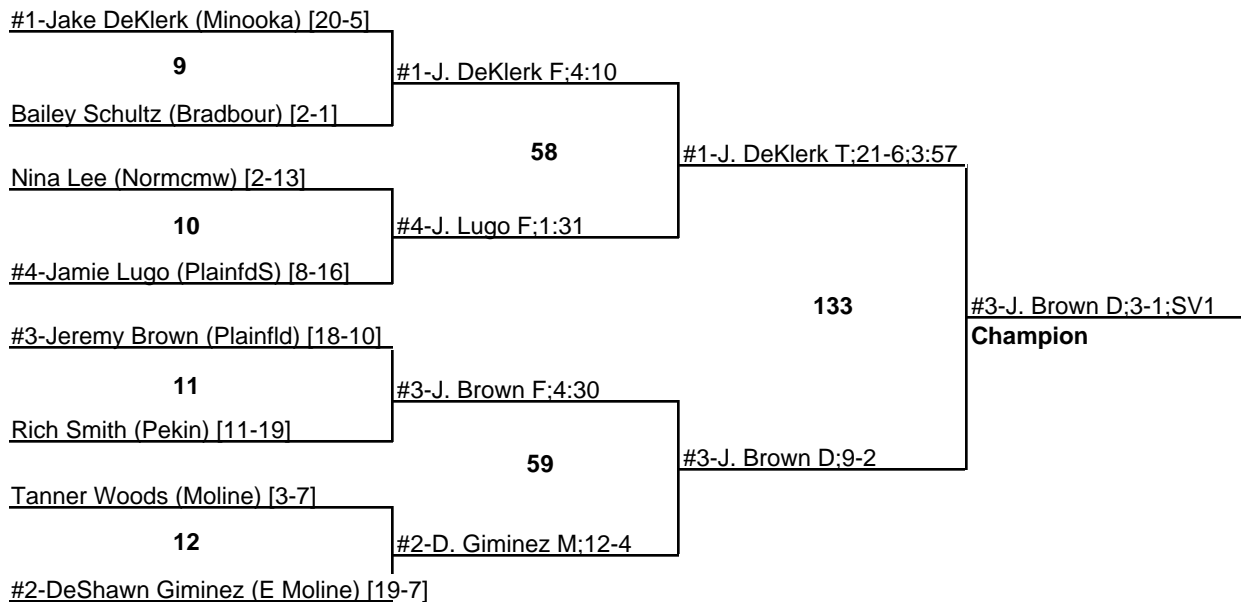 #1-Jake DeKlerk (Minooka) [20-5]
9
#1-J. DeKlerk F;4:10
Bailey Schultz (Bradbour) [2-1]
58
#1-J. DeKlerk T;21-6;3:57
Nina Lee (Normcmw) [2-13]
10
#4-J. Lugo F;1:31
#4-Jamie Lugo (PlainfdS) [8-16]
133
#3-J. Brown D;3-1;SV1
Champion
#3-Jeremy Brown (Plainfld) [18-10]
11
#3-J. Brown F;4:30
Rich Smith (Pekin) [11-19]
59
#3-J. Brown D;9-2
Tanner Woods (Moline) [3-7]
12
#2-D. Giminez M;12-4
#2-DeShawn Giminez (E Moline) [19-7]